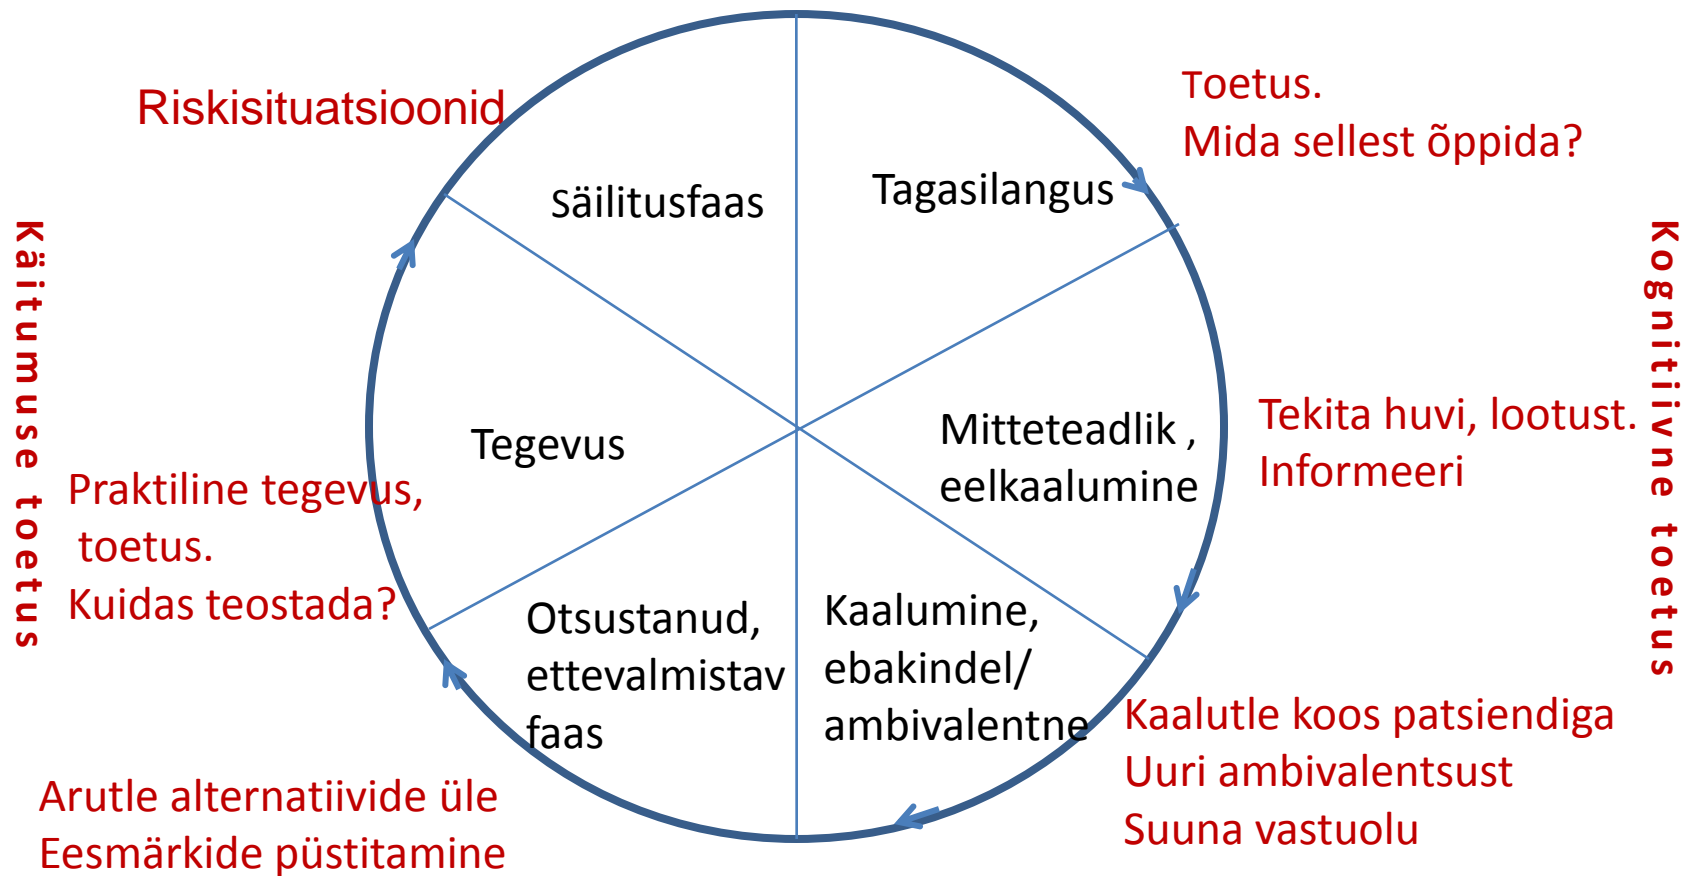 Riskisituatsioonid
Toetus.
Mida sellest õppida?
Säilitusfaas
Tagasilangus
Käitumuse toetus
Kognitiivne toetus
Tegevus
Mitteteadlik ,
eelkaalumine
Tekita huvi, lootust.
Informeeri
Praktiline tegevus,
toetus.
Kuidas teostada?
Otsustanud,
ettevalmistav
faas
Kaalumine,
ebakindel/
ambivalentne
Kaalutle koos patsiendiga
Uuri ambivalentsust
Suuna vastuolu
Arutle alternatiivide üle
Eesmärkide püstitamine